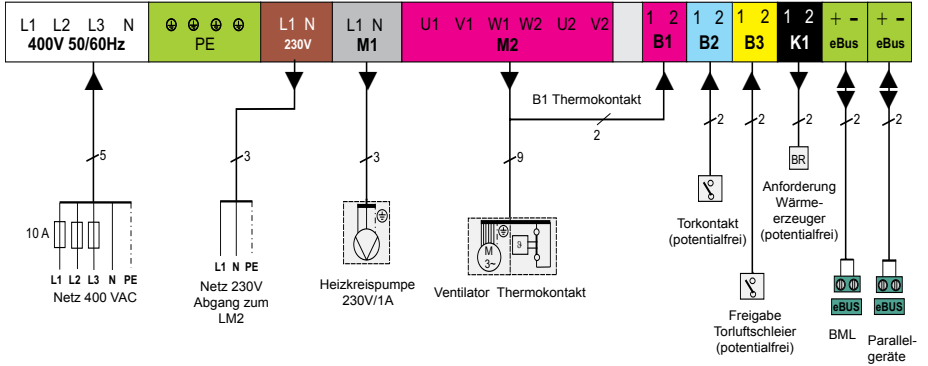 L1 L2 L3 N
400V 50/60Hz
PE
L1 N
230V
L1 N
M1
U1 V1 W1 W2 U2 V2
M2
1 2
B1
1 2
B2
1 2
B3
1 2
K1
+ -
eBus
+ -
eBus
B1 Thermokontakt
2
5
3
3
9
2
2
2
2
2
10 A
L1 L2 L3 N PE
Netz 400 VAC
L1 N PE
Netz 230V
Abgang zum
LM2
Heizkreispumpe
230V/1A
M
3~
ϑ
Ventilator Thermokontakt
Torkontakt
(potentialfrei)
Freigabe
Torluftschleier
(potentialfrei)
BR
Anforderung
Wärme-
erzeuger
(potentialfrei)
eBUS
BML
eBUS
Parallel-
geräte